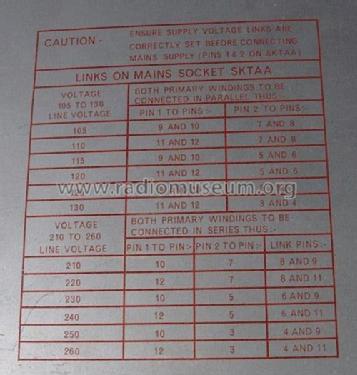 CAUTION :-
ENSURE SUPPLY VOLTAGE LINKS ARE
CORRECTLY SET BEFORE CONNECTING
MAINS SUPPLY (PINS 1&2 ON SKTAA)
LINKS ON MAINS SOCKET SKTAA
VOLTAGE
105 TO 130
LINE VOLTAGE
BOTH PRIMARY WINDINGS TO BE
CONNECTED IN PARALLEL THUS:-
PIN 1 TO PINS:- PIN 2 TO PINS:-
105 9 AND 10 7 AND 8
110 11 AND 12 7 AND 8
115 9 AND 10 5 AND 6
120 11 AND 12 5 AND 6
www.radiomuseum.org
130 11 AND 12 3 AND 4
VOLTAGE
210 TO 260
LINE VOLTAGE
BOTH PRIMARY WINDINGS TO BE
CONNECTED IN SERIES THUS:-
PIN 1 TO PIN:- PIN 2 TO PIN:- LINK PINS:-
210 10 7 8 AND 9
220 12 7 8 AND 11
230 10 5 6 AND 9
240 12 5 6 AND 11
250 10 3 4 AND 9
260 12 3 4 AND 11